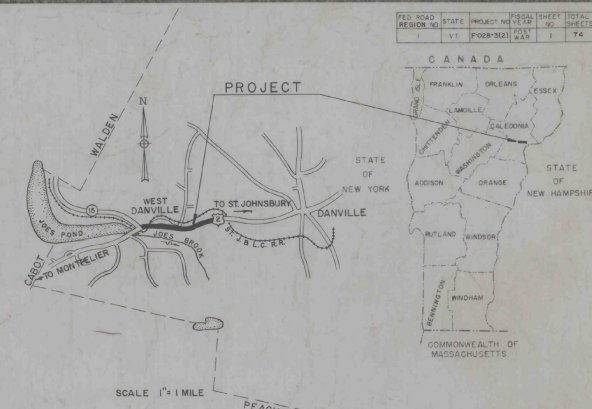 FED. ROAD REGION NO. STATE PROJECT NO. FISCAL YEAR SHEET NO. TOTAL SHEETS
1 VT. F-028-3(2) POST WAR 1 74
CANADA
PROJECT
FRANKLIN
ORLEANS
ESSEX
GRAND ISLE
LAMOILLE
CHITTENDEN
CALEDONIA
WASHINGTON
ADDISON
ORANGE
RUTLAND
WINDSOR
BENNINGTON
WINDHAM
STATE
OF
NEW YORK
STATE
OF
NEW HAMPSHIRE
COMMONWEALTH OF
MASSACHUSETTS
N
WALDEN
15
WEST
DANVILLE
TO ST. JOHNSBURY
2
DANVILLE
JOES POND
JOES BROOK
ST. J. & L.C. R.R.
CABOT
TO MONTPELIER
SCALE 1" = 1 MILE